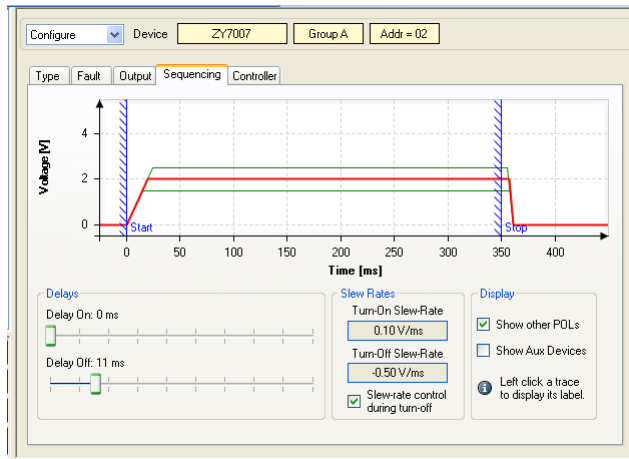 Configure Device ZY7007 Group A Addr = 02
Type Fault Output Sequencing Controller
Voltage [V]
4
2
0
Start Stop
0 50 100 150 200 250 300 350 400
Time [ms]
Delays
Delay On: 0 ms
Delay Off: 11 ms
Slew Rates
Turn-On Slew-Rate
0.10 V/ms
Turn-Off Slew-Rate
-0.50 V/ms
Slew-rate control
during turn-off
Display
Show other POLs
Show Aux Devices
Left click a trace
to display its label.